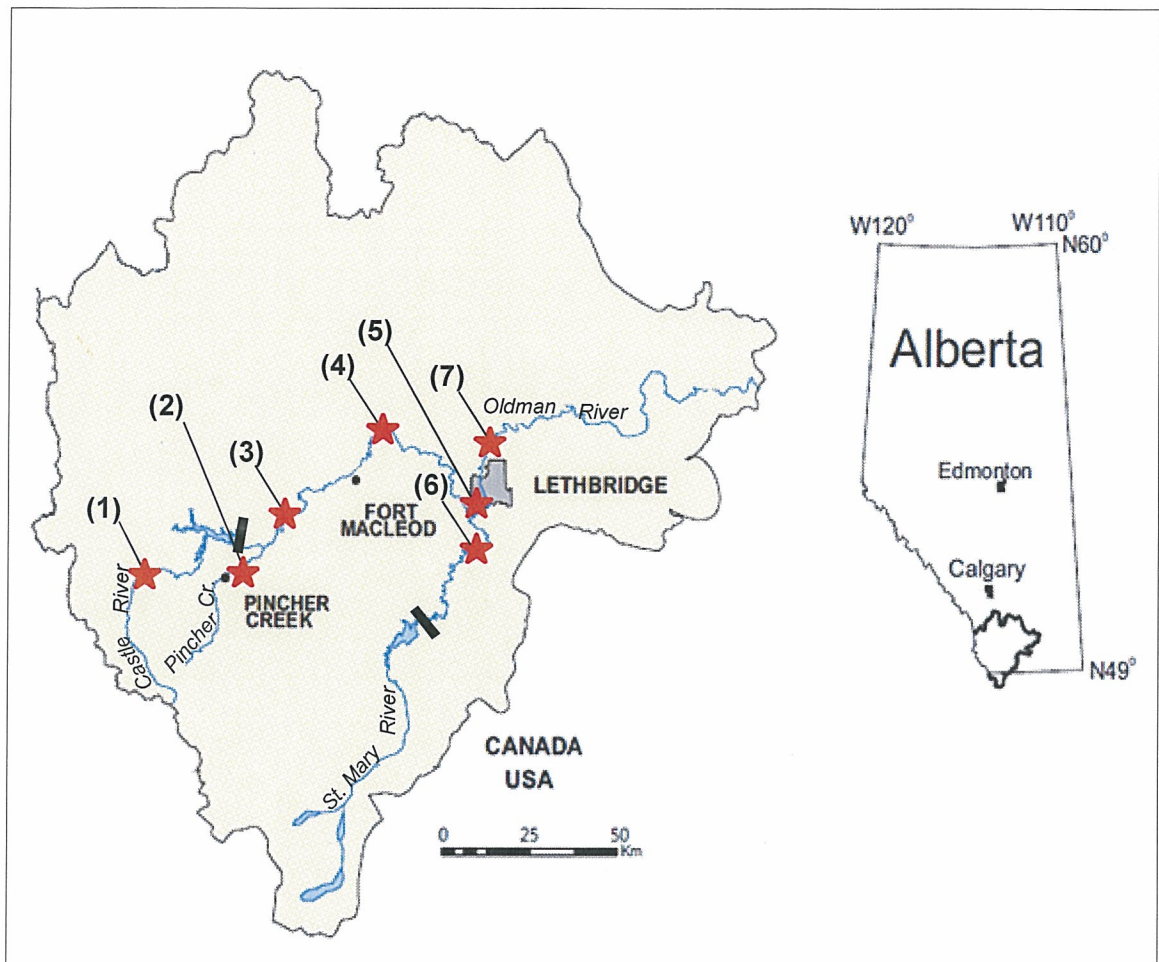 (1)
(2)
(3)
(4)
(5)
(6)
(7)
Oldman River
LETHBRIDGE
FORT
MACLEOD
PINCHER
CREEK
Castle River
Pincher Cr.
St. Mary River
CANADA
USA
0 25 50
Km
W120° W110°
N60°
Alberta
Edmonton
Calgary
N49°